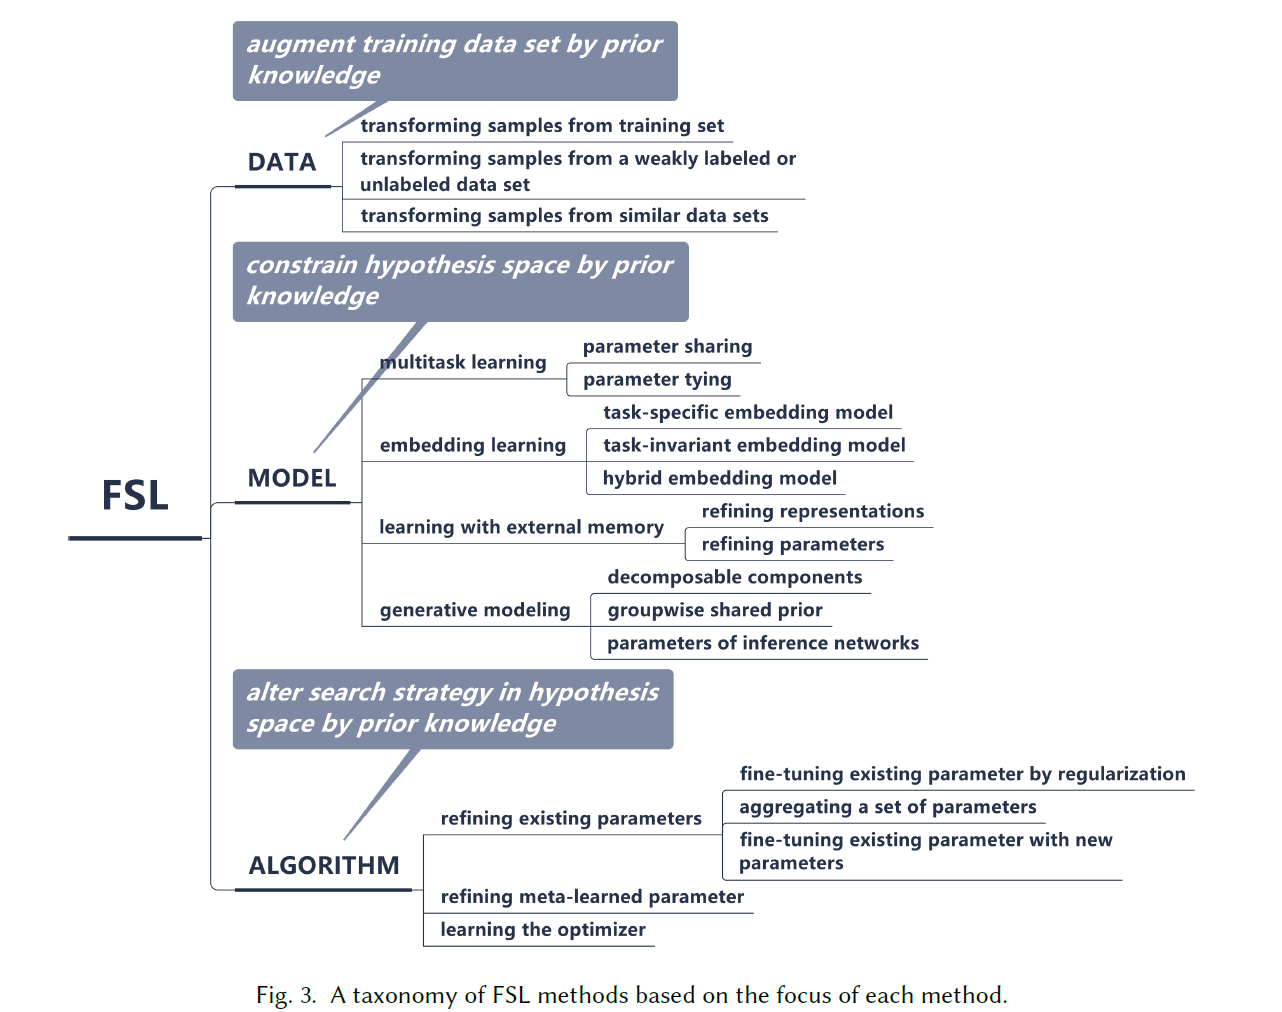 augment training data set by prior
knowledge
transforming samples from training set
DATA
transforming samples from a weakly labeled or
unlabeled data set
transforming samples from similar data sets
constrain hypothesis space by prior
knowledge
multitask learning
parameter sharing
parameter tying
embedding learning
task-specific embedding model
task-invariant embedding model
hybrid embedding model
MODEL
FSL
learning with external memory
refining representations
refining parameters
generative modeling
decomposable components
groupwise shared prior
parameters of inference networks
alter search strategy in hypothesis
space by prior knowledge
refining existing parameters
fine-tuning existing parameter by regularization
aggregating a set of parameters
fine-tuning existing parameter with new
parameters
ALGORITHM
refining meta-learned parameter
learning the optimizer
Fig. 3. A taxonomy of FSL methods based on the focus of each method.